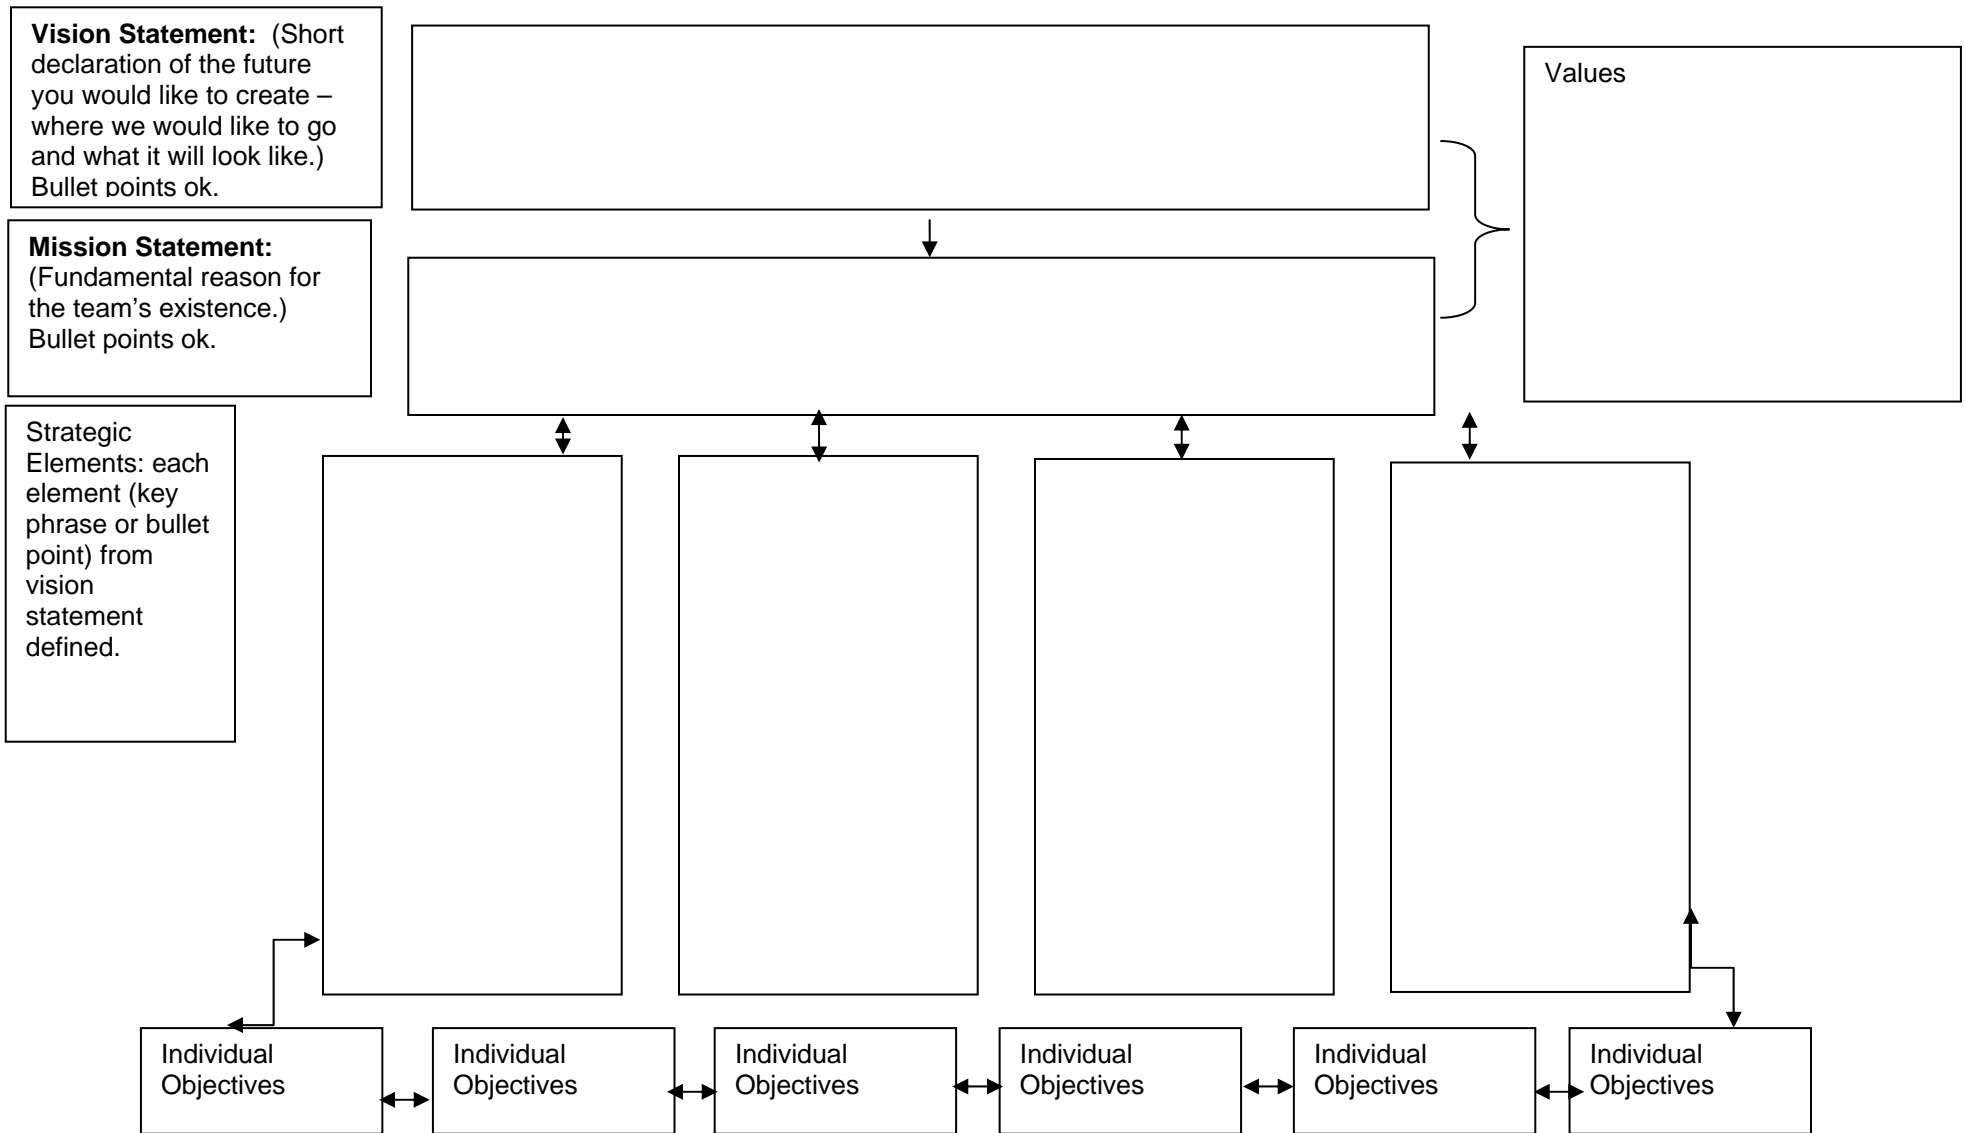 Vision Statement:  (Short
declaration of the future
you would like to create –
where we would like to go
and what it will look like.)
Bullet points ok.
Values
Mission Statement:
(Fundamental reason for
the team’s existence.)
Bullet points ok.
Strategic
Elements: each
element (key
phrase or bullet
point) from
vision
statement
defined.
Individual
Objectives
Individual
Objectives
Individual
Objectives
Individual
Objectives
Individual
Objectives
Individual
Objectives